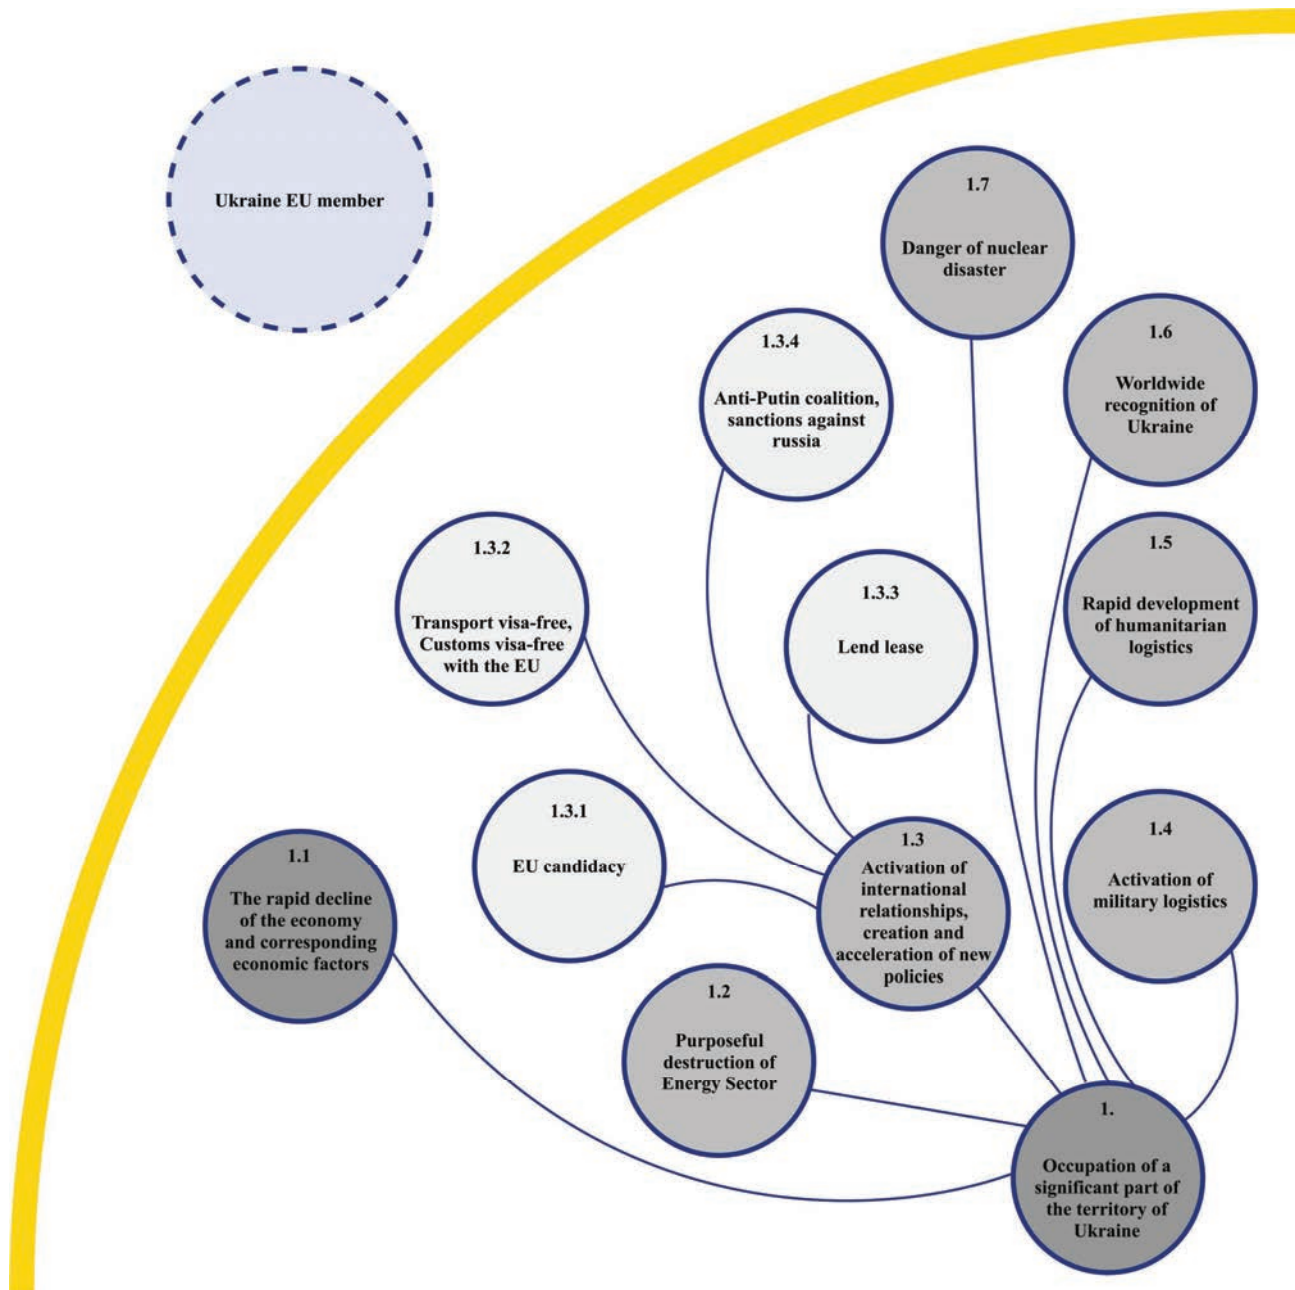 Ukraine EU member
1.7
Danger of nuclear
disaster
1.6
Worldwide
recognition of
Ukraine
1.3.4
Anti-Putin coalition,
sanctions against
russia
1.3.2
Transport visa-free,
Customs visa-free
with the EU
1.3.3
Lend lease
1.5
Rapid development
of humanitarian
logistics
1.3.1
EU candidacy
1.1
The rapid decline
of the economy
and corresponding
economic factors
1.3
Activation of
international
relationships,
creation and
acceleration of new
policies
1.4
Activation of
military logistics
1.2
Purposeful
destruction of
Energy Sector
1.
Occupation of a
significant part of
the territory of
Ukraine